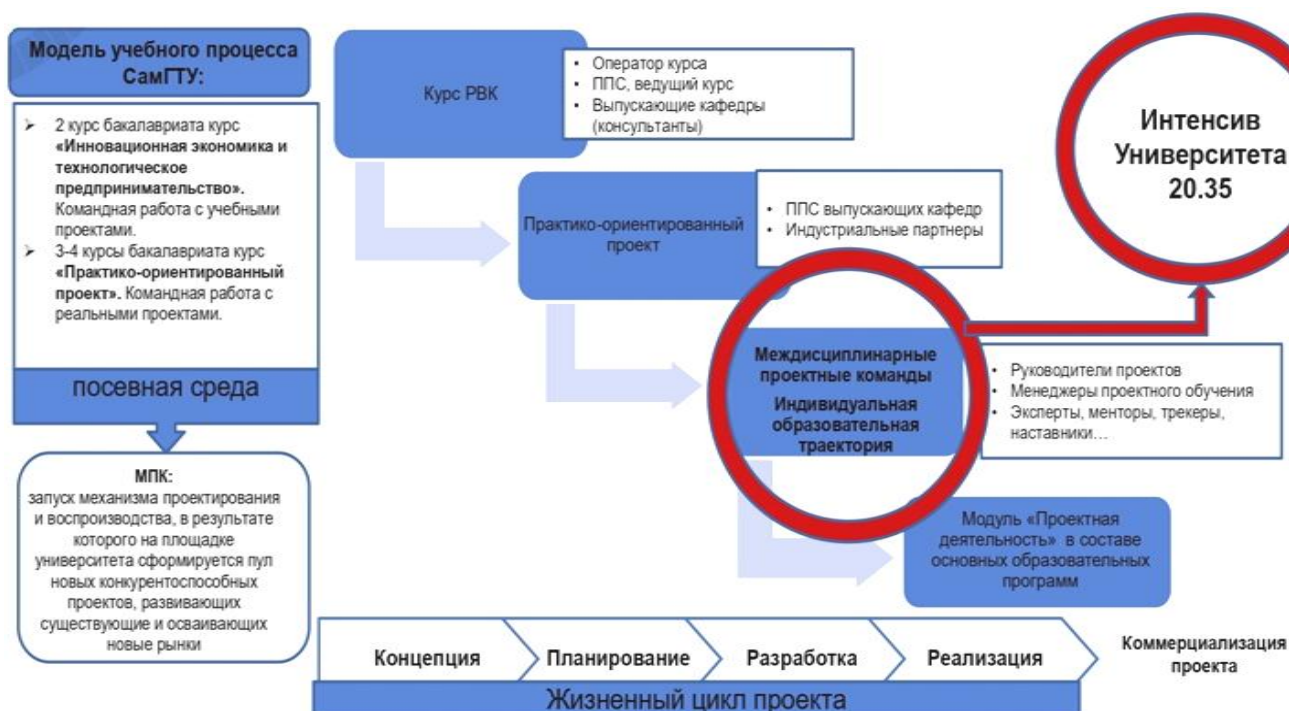 Модель учебного процесса
СамГТУ:
➢ 2 курс бакалавриата курс
«Инновационная экономика и
технологическое
предпринимательство».
Командная работа с учебными
проектами.
➢ 3-4 курсы бакалавриата курс
«Практико-ориентированный
проект». Командная работа с
реальными проектами.
посевная среда
МПК:
запуск механизма проектирования
и воспроизводства, в результате
которого на площадке
университета сформируется пул
новых конкурентоспособных
проектов, развивающих
существующие и осваивающих
новые рынки
Курс РВК
• Оператор курса
• ППС, ведущий курс
• Выпускающие кафедры
(консультанты)
Практико-ориентированный
проект
• ППС выпускающих кафедр
• Индустриальные партнеры
Междисциплинарные
проектные команды
Индивидуальная
образовательная
траектория
• Руководители проектов
• Менеджеры проектного обучения
• Эксперты, менторы, трекеры,
наставники…
Интенсив
Университета
20.35
Модуль «Проектная
деятельность» в составе
основных образовательных
программ
Концепция
Планирование
Разработка
Реализация
Коммерциализация
проекта
Жизненный цикл проекта